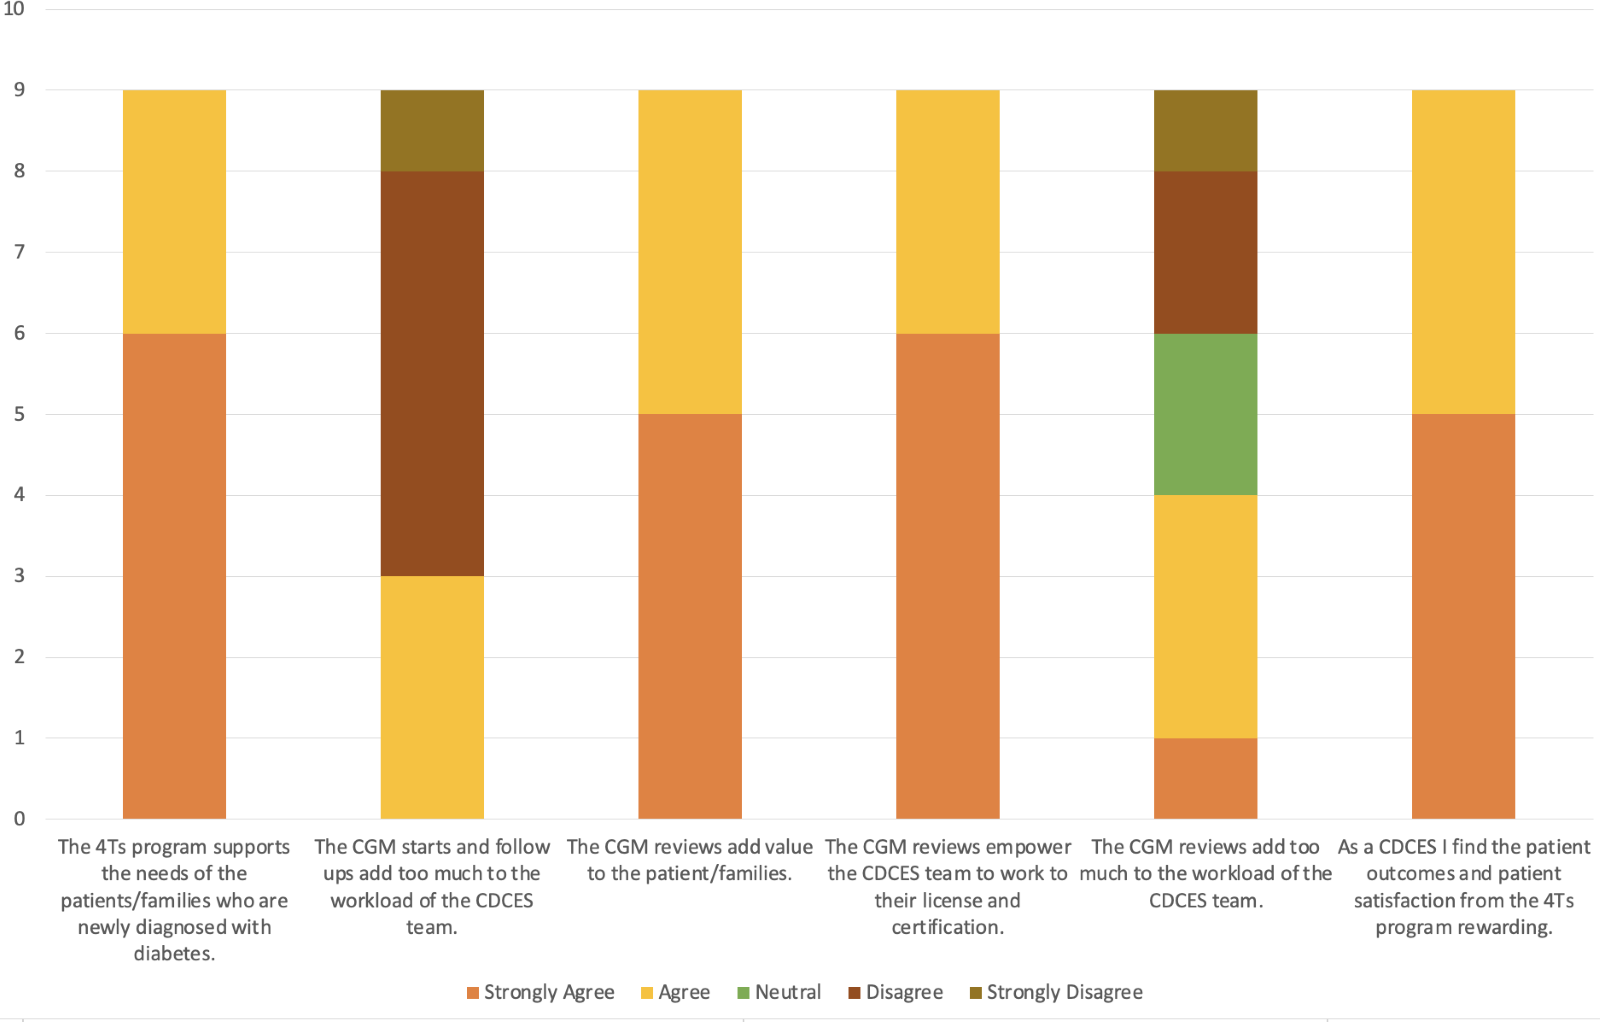 10
9
8
7
6
5
4
3
2
1
0
The 4Ts program supports
the needs of the
patients/families who are
newly diagnosed with
diabetes.
The CGM starts and follow
ups add too much to the
workload of the CDCES
team.
The CGM reviews add value
to the patient/families.
The CGM reviews empower
the CDCES team to work to
their license and
certification.
The CGM reviews add too
much to the workload of the
CDCES team.
As a CDCES I find the patient
outcomes and patient
satisfaction from the 4Ts
program rewarding.
Strongly Agree Agree Neutral Disagree Strongly Disagree